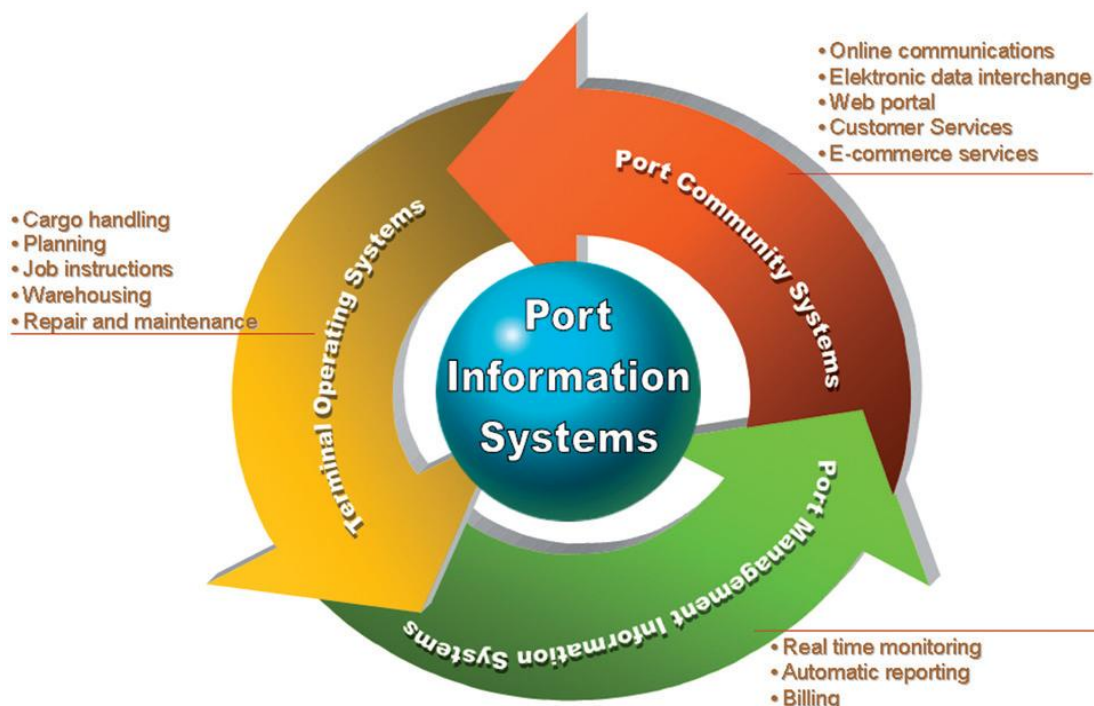 • Online communications
• Elektronic data interchange
• Web portal
• Customer Services
• E-commerce services
Port Community Systems
• Cargo handling
• Planning
• Job instructions
• Warehousing
• Repair and maintenance
Terminal Operating Systems
Port
Information
Systems
Port Management Information Systems
• Real time monitoring
• Automatic reporting
• Billing